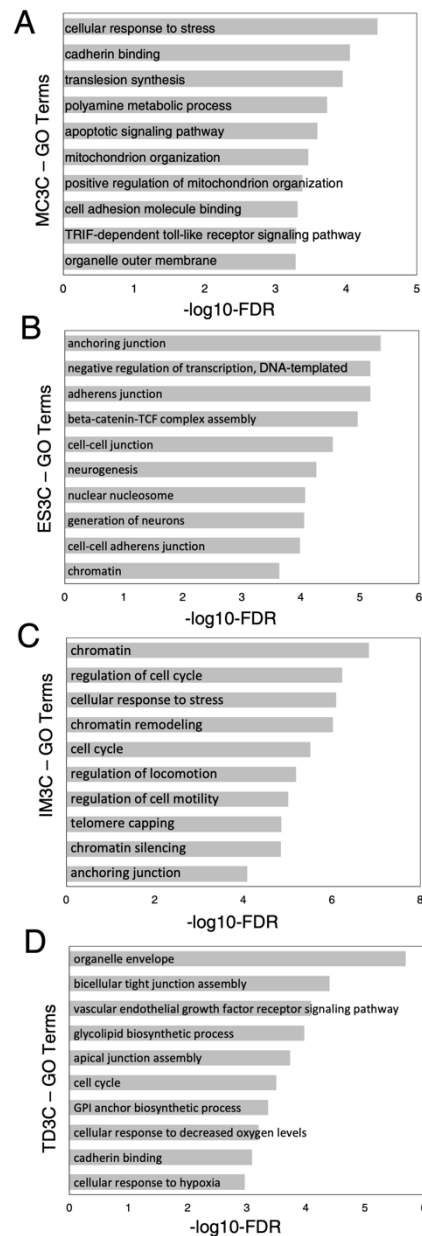 A
MC3C – GO Terms
cellular response to stress
cadherin binding
translesion synthesis
polyamine metabolic process
apoptotic signaling pathway
mitochondrion organization
positive regulation of mitochondrion organization
cell adhesion molecule binding
TRIF-dependent toll-like receptor signaling pathway
organelle outer membrane
0 1 2 3 4 5
-log10-FDR
B
ES3C – GO Terms
anchoring junction
negative regulation of transcription, DNA-templated
adherens junction
beta-catenin-TCF complex assembly
cell-cell junction
neurogenesis
nuclear nucleosome
generation of neurons
cell-cell adherens junction
chromatin
0 1 2 3 4 5 6
-log10-FDR
C
IM3C – GO Terms
chromatin
regulation of cell cycle
cellular response to stress
chromatin remodeling
cell cycle
regulation of locomotion
regulation of cell motility
telomere capping
chromatin silencing
anchoring junction
0 2 4 6 8
-log10-FDR
D
TD3C – GO Terms
organelle envelope
bicellular tight junction assembly
vascular endothelial growth factor receptor signaling pathway
glycolipid biosynthetic process
apical junction assembly
cell cycle
GPI anchor biosynthetic process
cellular response to decreased oxygen levels
cadherin binding
cellular response to hypoxia
0 1 2 3 4 5 6
-log10-FDR